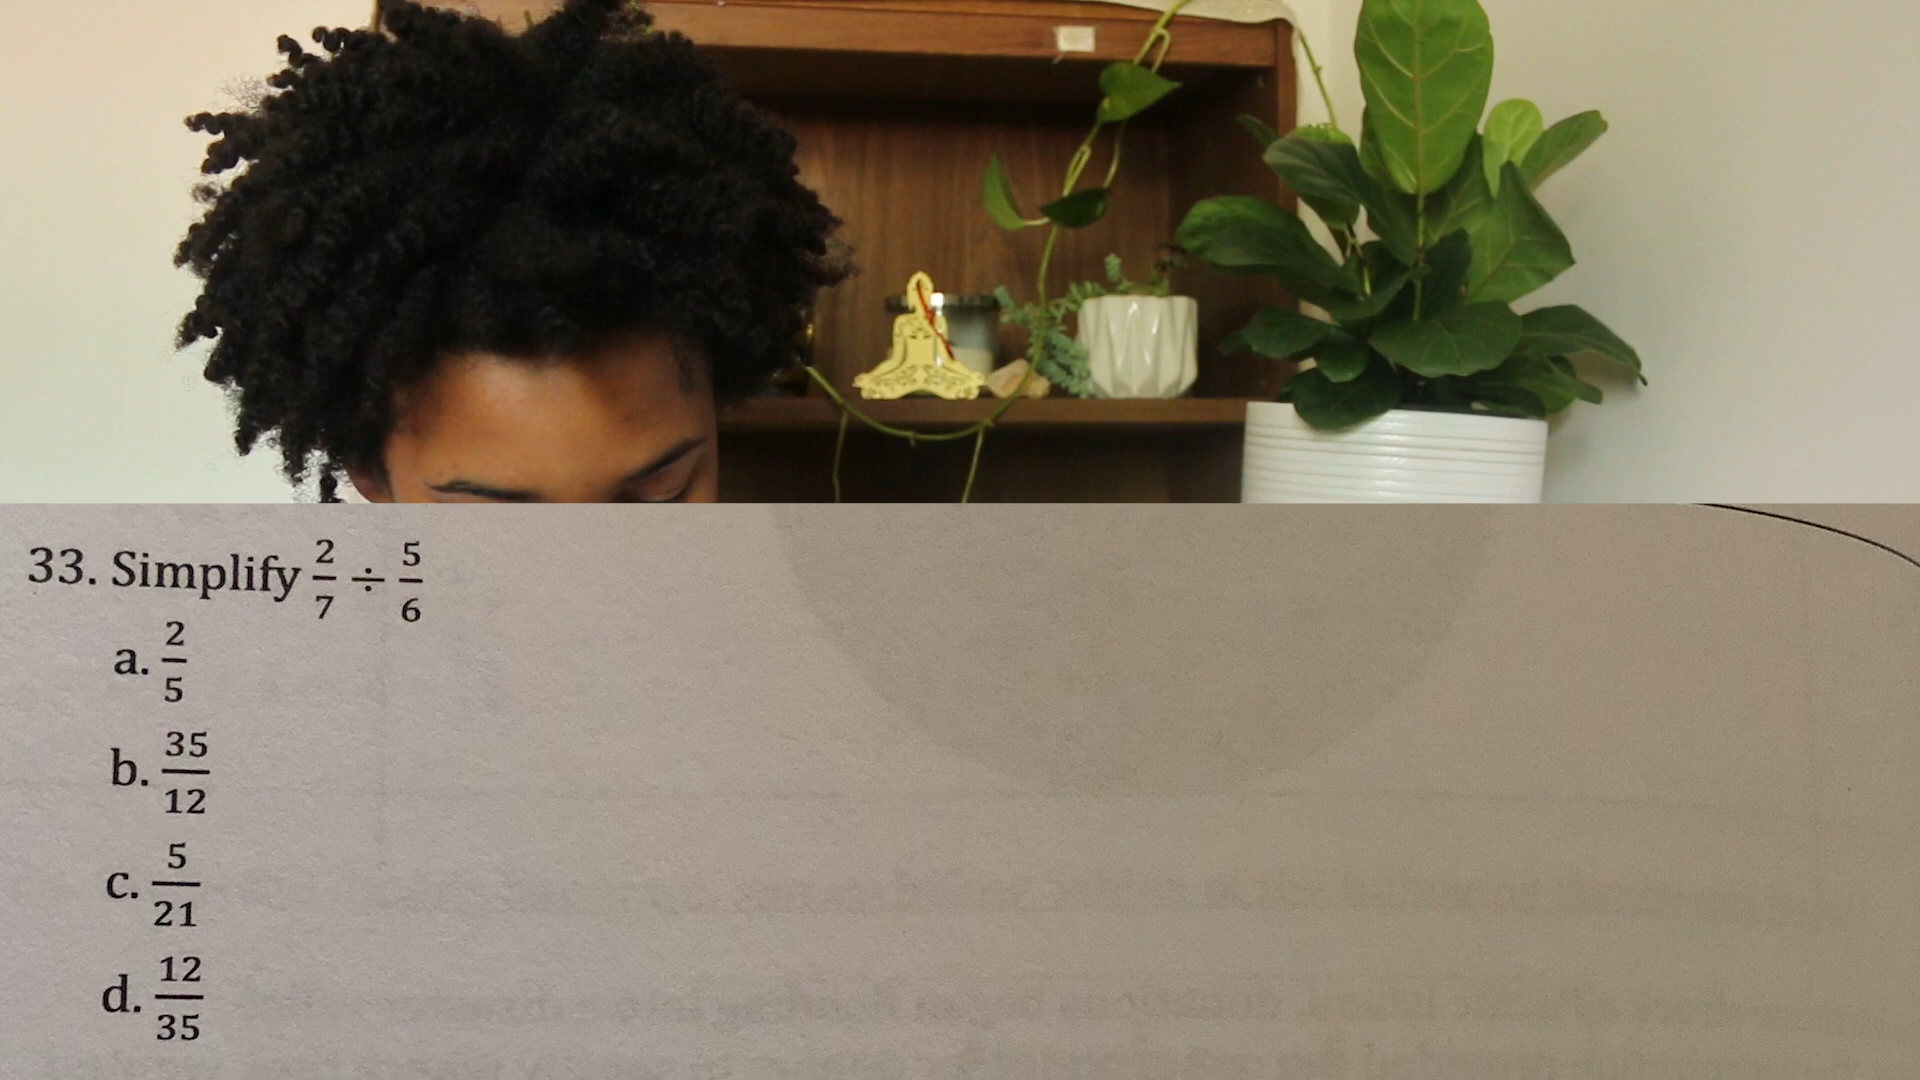 33. Simplify 2/7 ÷ 5/6
a. 2/5
b. 35/12
c. 5/21
d. 12/35